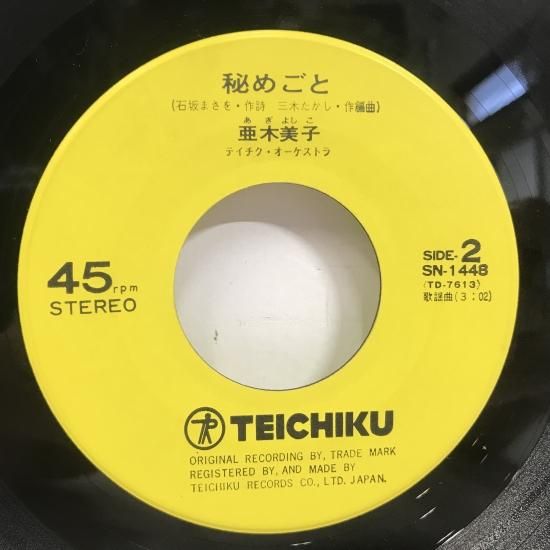 秘めごと
(石坂まさを・作詩 三木たかし・作編曲)
あぎよしこ
亜木美子
テイチク・オーケストラ
45rpm
STEREO
SIDE-2
SN-1448
(TD-7613)
歌謡曲(3:02)
TEICHIKU
ORIGINAL RECORDING BY, TRADE MARK
REGISTERED BY, AND MADE BY
TEICHIKU RECORDS CO., LTD. JAPAN.